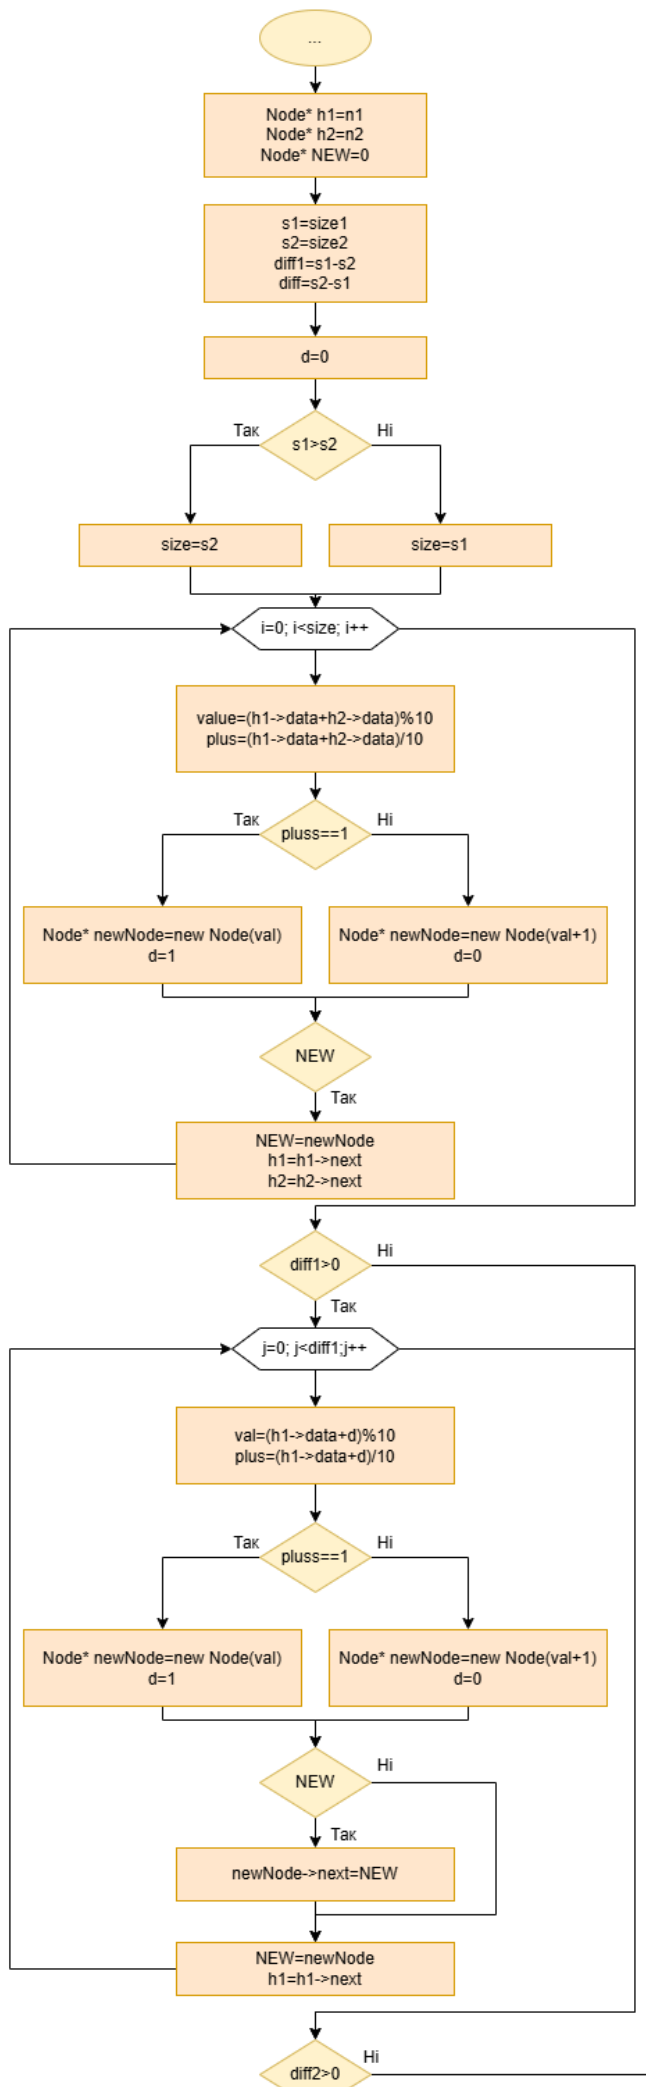 ...
Node* h1=n1
Node* h2=n2
Node* NEW=0
s1=size1
s2=size2
diff1=s1-s2
diff=s2-s1
d=0
Так
s1>s2
Ні
size=s2
size=s1
i=0; i<size; i++
value=(h1->data+h2->data)%10
plus=(h1->data+h2->data)/10
Так
pluss==1
Ні
Node* newNode=new Node(val)
d=1
Node* newNode=new Node(val+1)
d=0
NEW
Так
NEW=newNode
h1=h1->next
h2=h2->next
diff1>0
Ні
Так
j=0; j<diff1;j++
val=(h1->data+d)%10
plus=(h1->data+d)/10
Так
pluss==1
Ні
Node* newNode=new Node(val)
d=1
Node* newNode=new Node(val+1)
d=0
NEW
Ні
Так
newNode->next=NEW
NEW=newNode
h1=h1->next
diff2>0
Ні